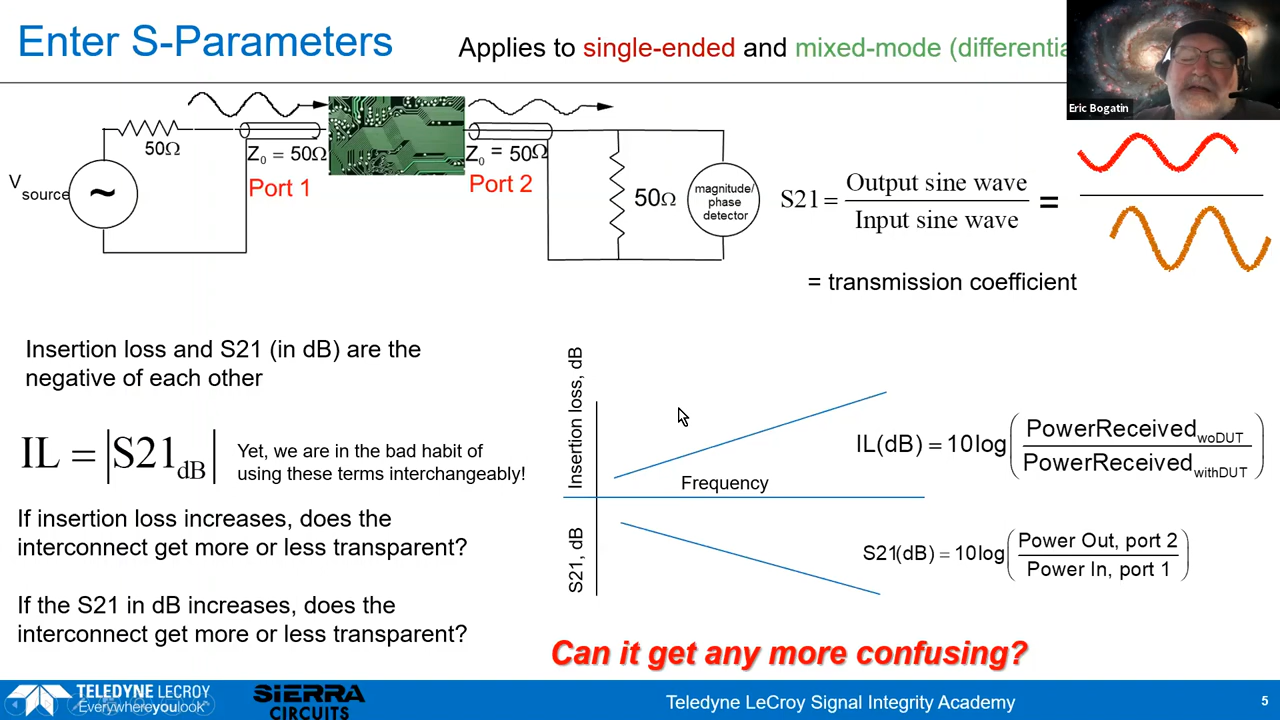 Enter S-Parameters
Applies to single-ended and mixed-mode (differentia
Eric Bogatin
50Ω
Z0 = 50Ω
Z0 = 50Ω
Port 1
Port 2
Vsource
~
50Ω
magnitude/
phase
detector
S21 = Output sine wave / Input sine wave =
= transmission coefficient
Insertion loss and S21 (in dB) are the
negative of each other
IL = |S21dB|
Yet, we are in the bad habit of
using these terms interchangeably!
If insertion loss increases, does the
interconnect get more or less transparent?
If the S21 in dB increases, does the
interconnect get more or less transparent?
Insertion loss, dB
Frequency
S21, dB
IL(dB) = 10log(PowerReceivedwoDUT / PowerReceivedwithDUT)
S21(dB) = 10log(Power Out, port 2 / Power In, port 1)
Can it get any more confusing?
TELEDYNE LECROY
Everywhereyoulook
SIERRA
CIRCUITS
Teledyne LeCroy Signal Integrity Academy
5